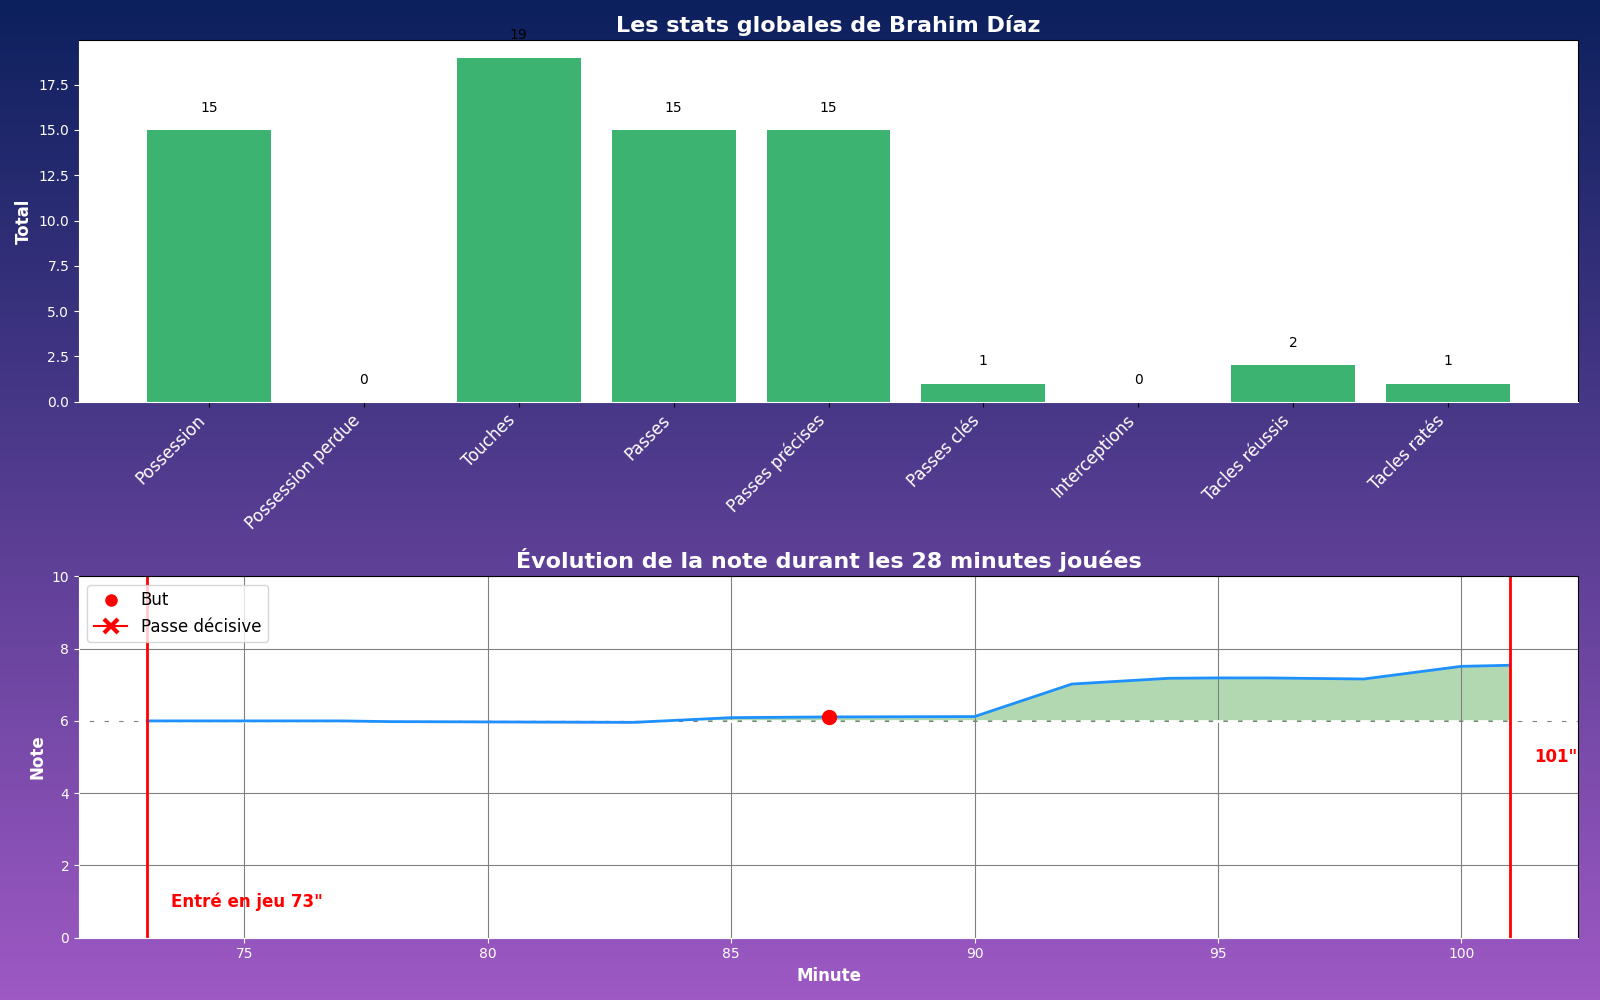 Les stats globales de Brahim Díaz
19
17.5
15.0
12.5
10.0
7.5
5.0
2.5
0.0
Total
15
0
15
15
1
0
2
1
Possession
Possession perdue
Touches
Passes
Passes précises
Passes clés
Interceptions
Tacles réussis
Tacles ratés
Évolution de la note durant les 28 minutes jouées
10
8
6
4
2
0
Note
But
Passe décisive
101"
Entré en jeu 73"
75
80
85
90
95
100
Minute